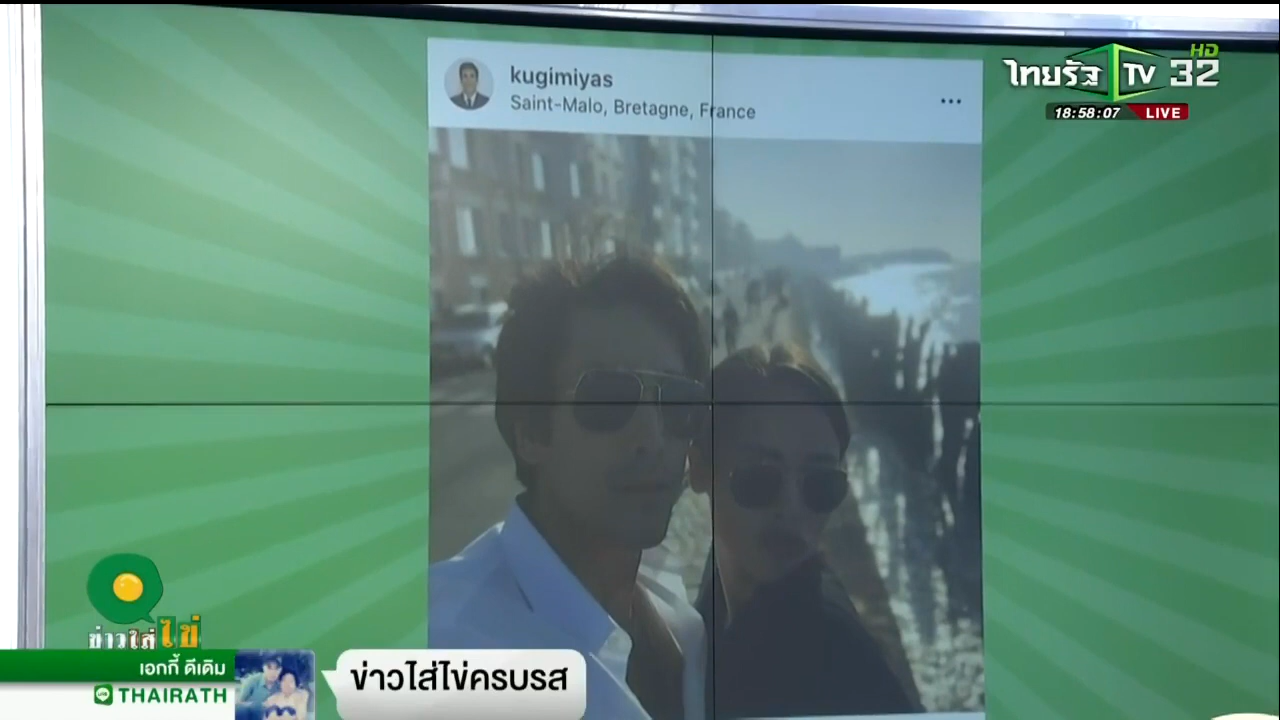 kugimiyas
Saint-Malo, Bretagne, France
ไทยรัฐ TV 32 HD
18:58:07 LIVE
ข่าวใส่ไข่
เอกกี้ ดีเดิม
THAIRATH
ข่าวใส่ไข่ครบรส